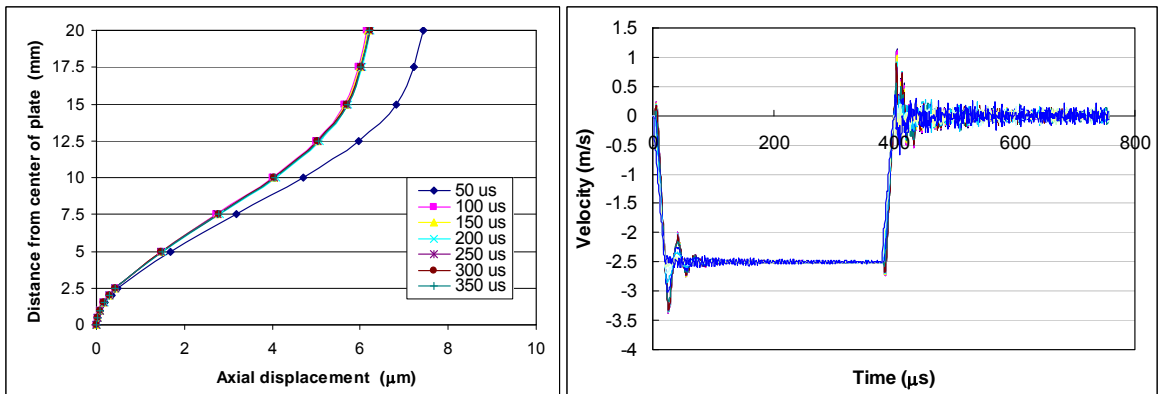 20
17.5
15
12.5
10
7.5
5
2.5
0
Distance from center of plate (mm)
0 2 4 6 8 10
Axial displacement (μm)
50 us
100 us
150 us
200 us
250 us
300 us
350 us
1.5
1
0.5
0
-0.5
-1
-1.5
-2
-2.5
-3
-3.5
-4
Velocity (m/s)
0 200 400 600 800
Time (μs)